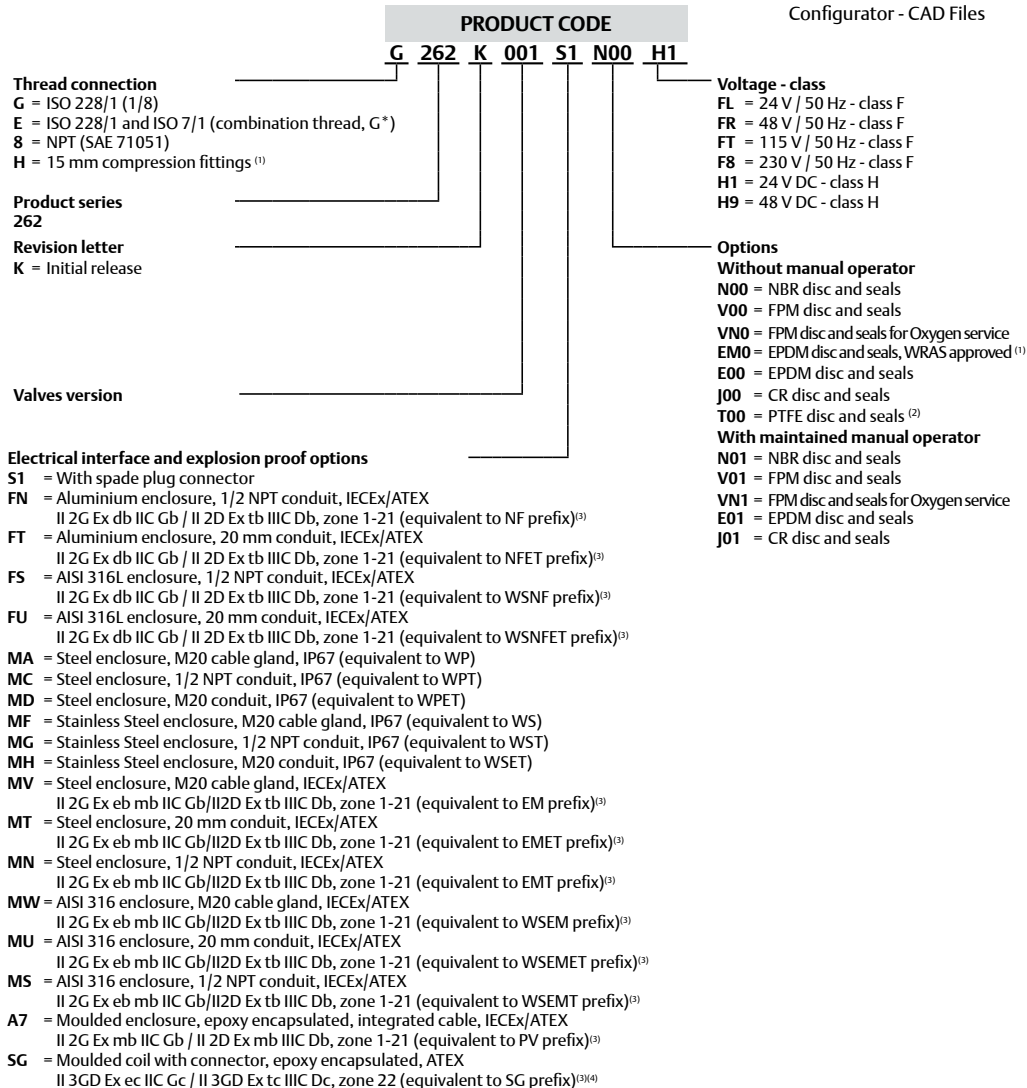 Configurator - CAD Files
PRODUCT CODE
G 262 K 001 S1 N00 H1
Thread connection
G = ISO 228/1 (1/8)
E = ISO 228/1 and ISO 7/1 (combination thread, G*)
8 = NPT (SAE 71051)
H = 15 mm compression fittings (1)
Product series
262
Revision letter
K = Initial release
Valves version
Electrical interface and explosion proof options
S1 = With spade plug connector
FN = Aluminium enclosure, 1/2 NPT conduit, IECEx/ATEX
II 2G Ex db IIC Gb / II 2D Ex tb IIIC Db, zone 1-21 (equivalent to NF prefix)(3)
FT = Aluminium enclosure, 20 mm conduit, IECEx/ATEX
II 2G Ex db IIC Gb / II 2D Ex tb IIIC Db, zone 1-21 (equivalent to NFET prefix)(3)
FS = AISI 316L enclosure, 1/2 NPT conduit, IECEx/ATEX
II 2G Ex db IIC Gb / II 2D Ex tb IIIC Db, zone 1-21 (equivalent to WSNF prefix)(3)
FU = AISI 316L enclosure, 20 mm conduit, IECEx/ATEX
II 2G Ex db IIC Gb / II 2D Ex tb IIIC Db, zone 1-21 (equivalent to WSNFET prefix)(3)
MA = Steel enclosure, M20 cable gland, IP67 (equivalent to WP)
MC = Steel enclosure, 1/2 NPT conduit, IP67 (equivalent to WPT)
MD = Steel enclosure, M20 conduit, IP67 (equivalent to WPET)
MF = Stainless Steel enclosure, M20 cable gland, IP67 (equivalent to WS)
MG = Stainless Steel enclosure, 1/2 NPT conduit, IP67 (equivalent to WST)
MH = Stainless Steel enclosure, M20 conduit, IP67 (equivalent to WSET)
MV = Steel enclosure, M20 cable gland, IECEx/ATEX
II 2G Ex eb mb IIC Gb/II2D Ex tb IIIC Db, zone 1-21 (equivalent to EM prefix)(3)
MT = Steel enclosure, 20 mm conduit, IECEx/ATEX
II 2G Ex eb mb IIC Gb/II2D Ex tb IIIC Db, zone 1-21 (equivalent to EMET prefix)(3)
MN = Steel enclosure, 1/2 NPT conduit, IECEx/ATEX
II 2G Ex eb mb IIC Gb/II2D Ex tb IIIC Db, zone 1-21 (equivalent to EMT prefix)(3)
MW = AISI 316 enclosure, M20 cable gland, IECEx/ATEX
II 2G Ex eb mb IIC Gb/II2D Ex tb IIIC Db, zone 1-21 (equivalent to WSEM prefix)(3)
MU = AISI 316 enclosure, 20 mm conduit, IECEx/ATEX
II 2G Ex eb mb IIC Gb/II2D Ex tb IIIC Db, zone 1-21 (equivalent to WSEMET prefix)(3)
MS = AISI 316 enclosure, 1/2 NPT conduit, IECEx/ATEX
II 2G Ex eb mb IIC Gb/II2D Ex tb IIIC Db, zone 1-21 (equivalent to WSEMT prefix)(3)
A7 = Moulded enclosure, epoxy encapsulated, integrated cable, IECEx/ATEX
II 2G Ex mb IIC Gb / II 2D Ex mb IIIC Db, zone 1-21 (equivalent to PV prefix)(3)
SG = Moulded coil with connector, epoxy encapsulated, ATEX
II 3GD Ex ec IIC Gc / II 3GD Ex tc IIIC Dc, zone 22 (equivalent to SG prefix)(3)(4)
Voltage - class
FL = 24 V / 50 Hz - class F
FR = 48 V / 50 Hz - class F
FT = 115 V / 50 Hz - class F
F8 = 230 V / 50 Hz - class F
H1 = 24 V DC - class H
H9 = 48 V DC - class H
Options
Without manual operator
N00 = NBR disc and seals
V00 = FPM disc and seals
VN0 = FPM disc and seals for Oxygen service
EM0 = EPDM disc and seals, WRAS approved (1)
E00 = EPDM disc and seals
J00 = CR disc and seals
T00 = PTFE disc and seals (2)
With maintained manual operator
N01 = NBR disc and seals
V01 = FPM disc and seals
VN1 = FPM disc and seals for Oxygen service
E01 = EPDM disc and seals
J01 = CR disc and seals